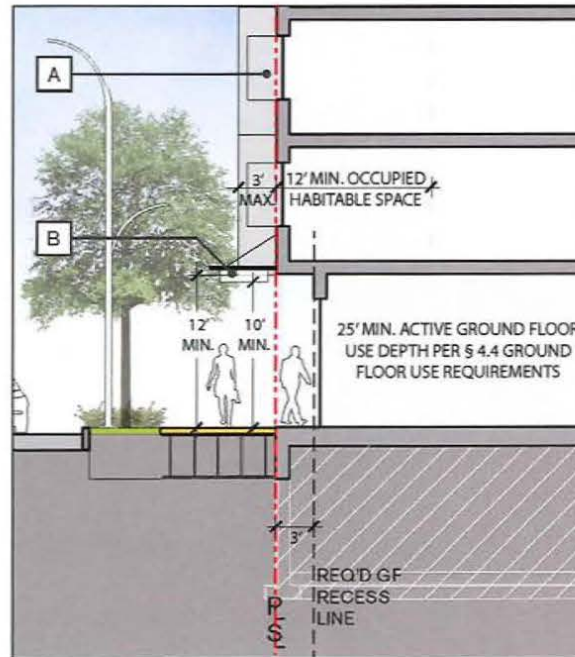 A
3'
MAX.
12' MIN. OCCUPIED
HABITABLE SPACE
B
12'
MIN.
10'
MIN.
25' MIN. ACTIVE GROUND FLOOR
USE DEPTH PER § 4.4 GROUND
FLOOR USE REQUIREMENTS
3'
REQ'D GF
RECESS
LINE
P
S